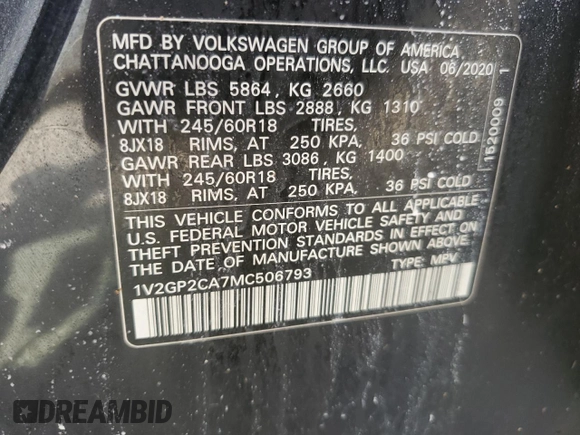 MFD BY VOLKSWAGEN GROUP OF AMERICA
CHATTANOOGA OPERATIONS, LLC. USA 06/2020
GVWR LBS 5864, KG 2660
GAWR FRONT LBS 2888, KG 1310
WITH 245/60R18 TIRES,
8JX18 RIMS, AT 250 KPA, 36 PSI COLD
GAWR REAR LBS 3086, KG 1400
WITH 245/60R18 TIRES,
8JX18 RIMS, AT 250 KPA, 36 PSI COLD
THIS VEHICLE CONFORMS TO ALL APPLICABLE
U.S. FEDERAL MOTOR VEHICLE SAFETY AND
THEFT PREVENTION STANDARDS IN EFFECT ON
THE DATE OF MANUFACTURE SHOWN ABOVE.
1V2GP2CA7MC506793 TYPE: MPV
1520009 1
DREAMBID